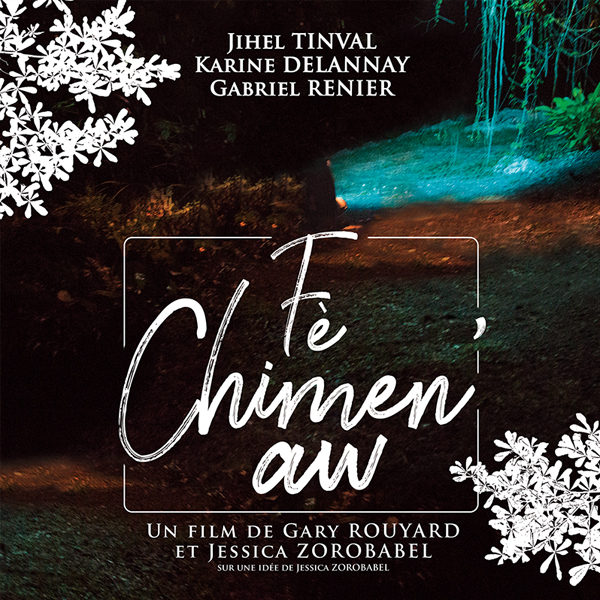 Jihel TINVAL
Karine DELANNAY
Gabriel RENIER
Fè
Chimen'
aw
Un film de Gary ROUYARD
et Jessica ZOROBABEL
sur une idée de Jessica ZOROBABEL